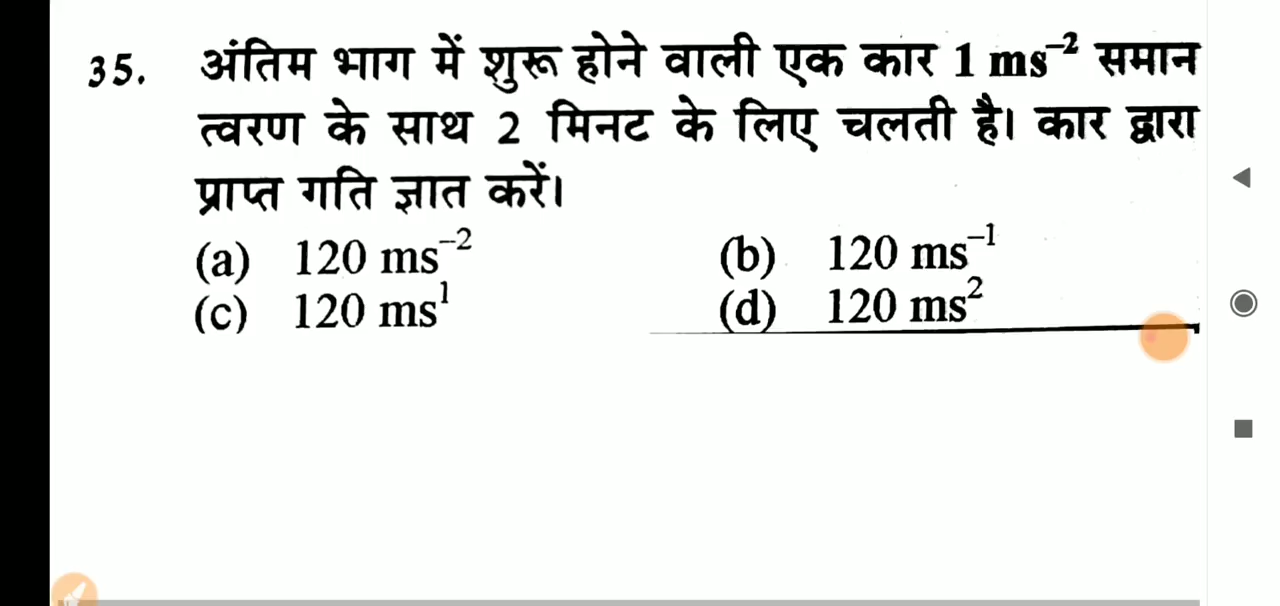 35. अंतिम भाग में शुरू होने वाली एक कार 1 ms⁻² समान
त्वरण के साथ 2 मिनट के लिए चलती है। कार द्वारा
प्राप्त गति ज्ञात करें।
(a) 120 ms⁻² (b) 120 ms⁻¹
(c) 120 ms¹ (d) 120 ms²